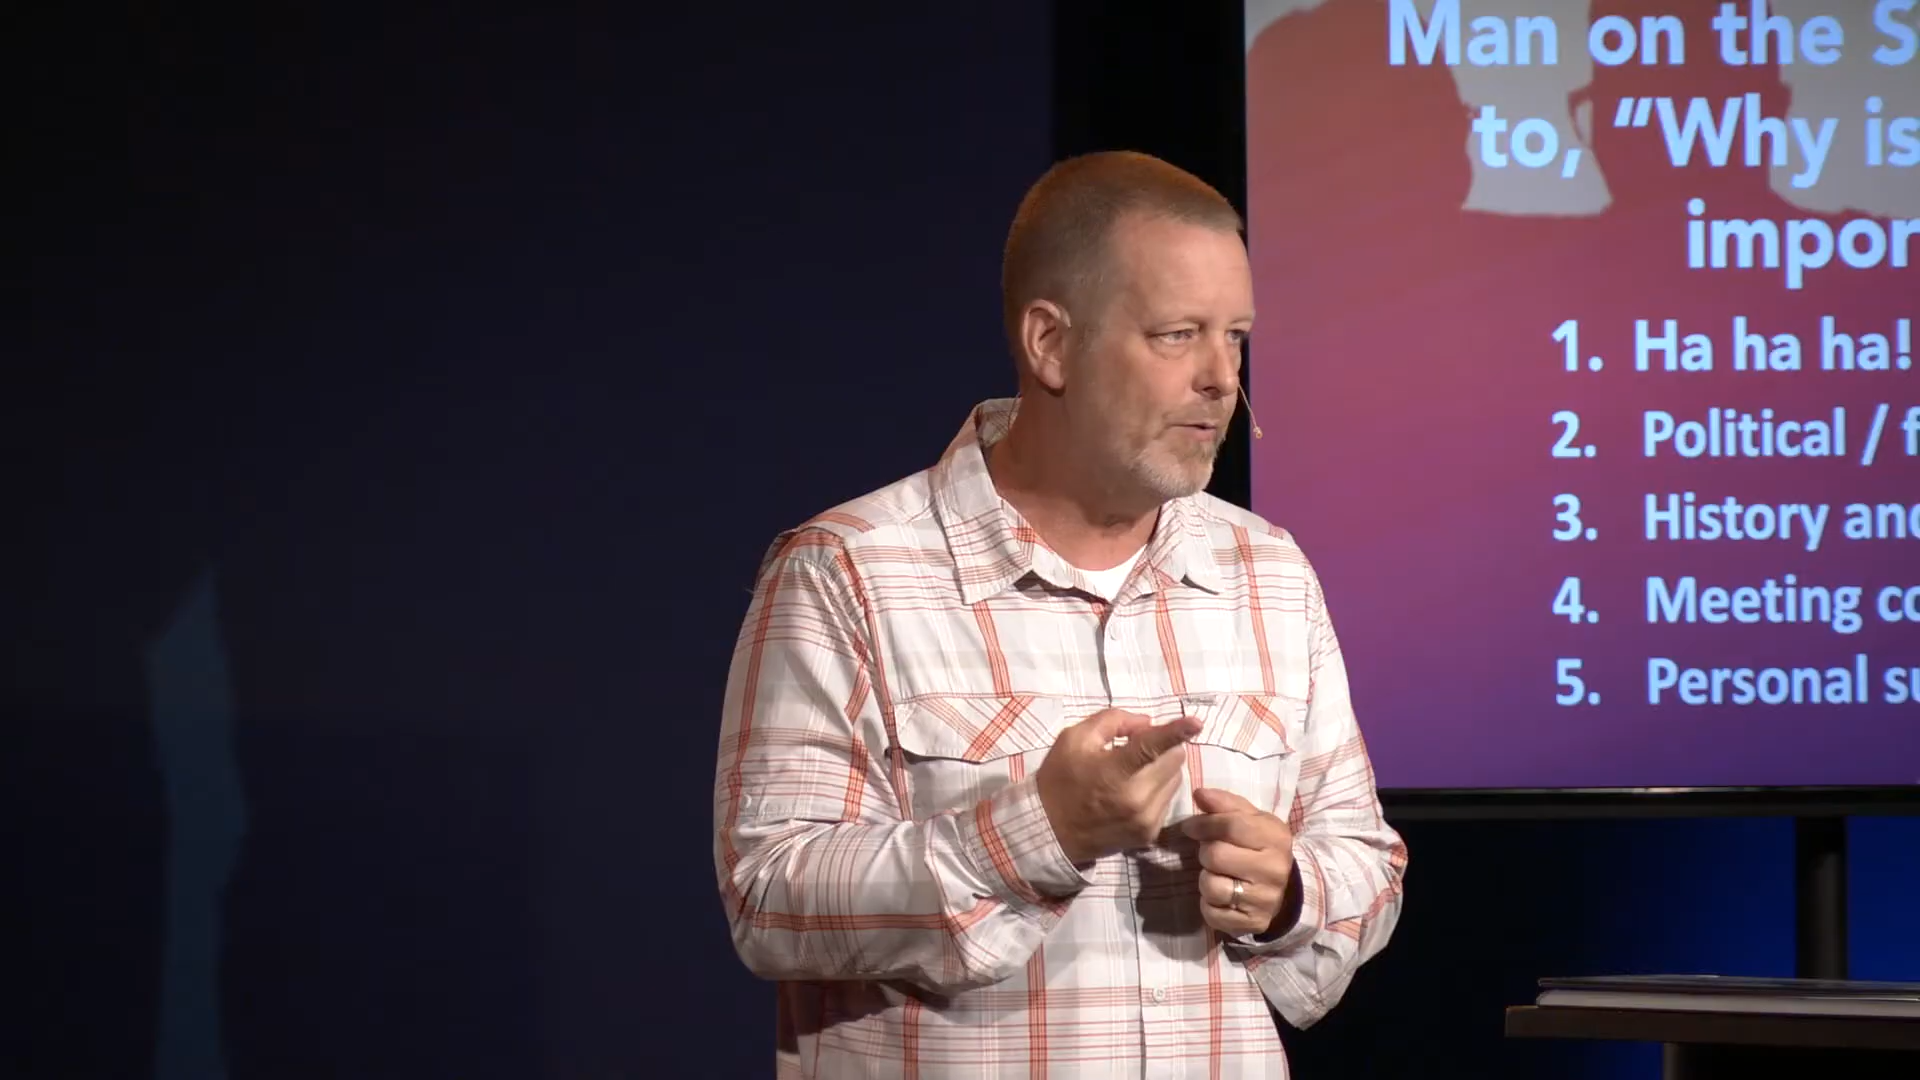 Man on the S
to, “Why is
impor
1. Ha ha ha!
2. Political / f
3. History and
4. Meeting co
5. Personal su